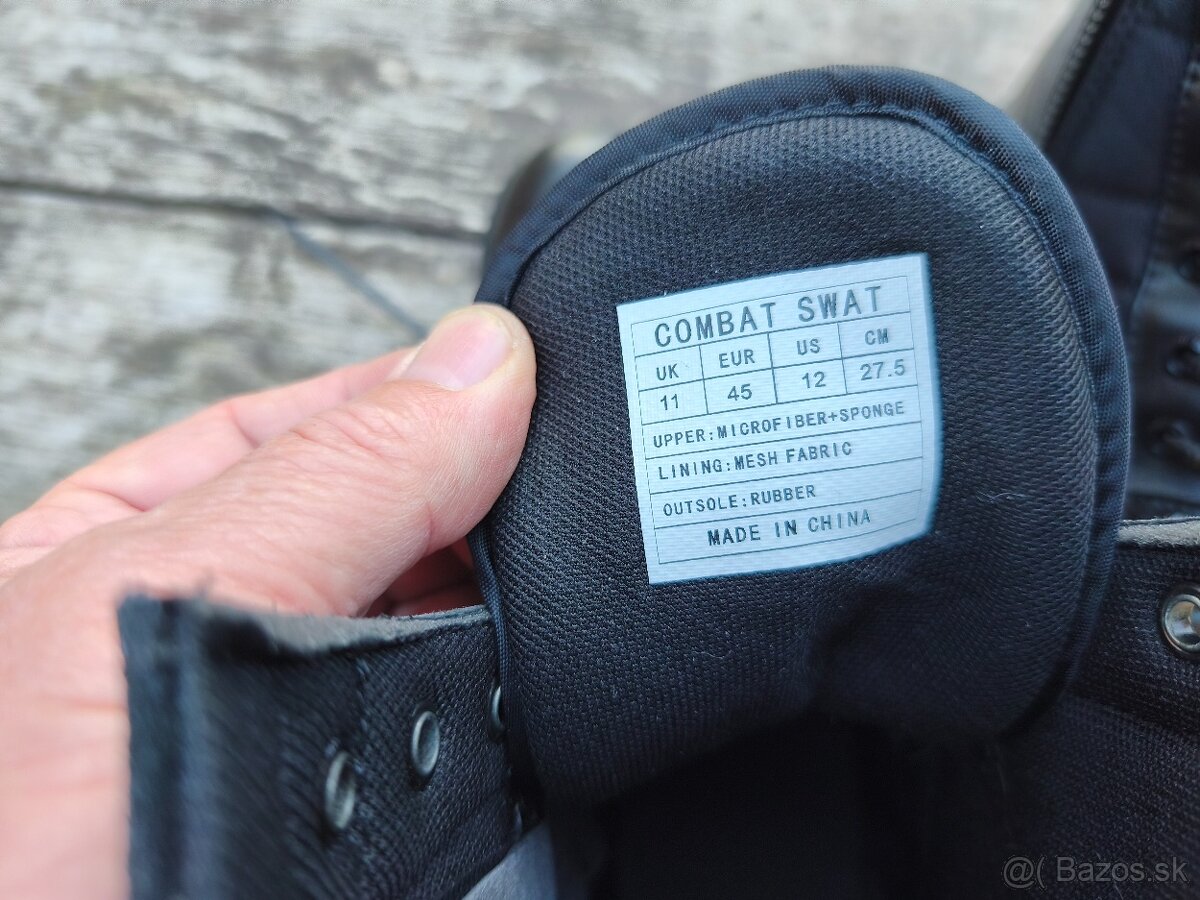 COMBAT SWAT
UK EUR US CM
11 45 12 27.5
UPPER:MICROFIBER+SPONGE
LINING:MESH FABRIC
OUTSOLE:RUBBER
MADE IN CHINA
@( Bazos.sk